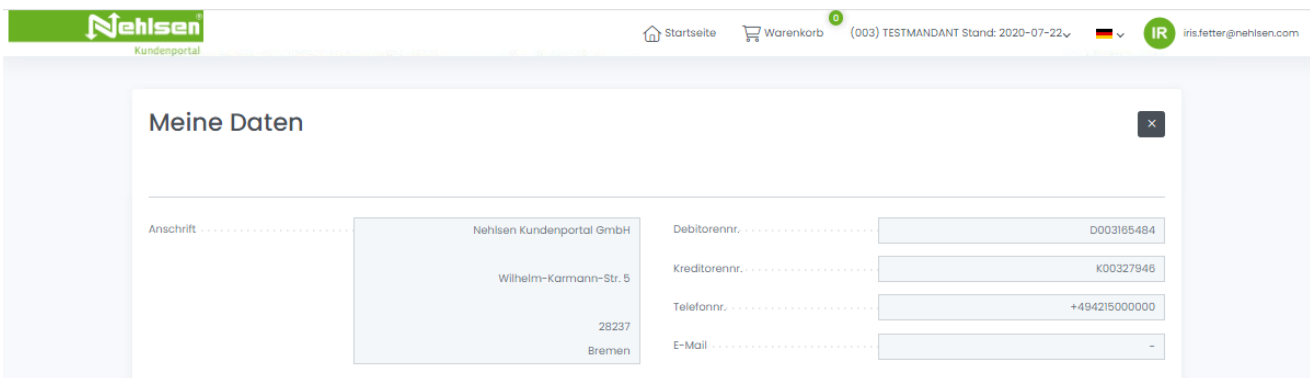 Nehlsen
Kundenportal
Startseite
Warenkorb
0
(003) TESTMANDANT Stand: 2020-07-22
IR
iris.fetter@nehlsen.com
Meine Daten
×
Anschrift
Nehlsen Kundenportal GmbH
Wilhelm-Karmann-Str. 5
28237
Bremen
Debitorennr.
D003165484
Kreditorennr.
K00327946
Telefonnr.
+494215000000
E-Mail
-